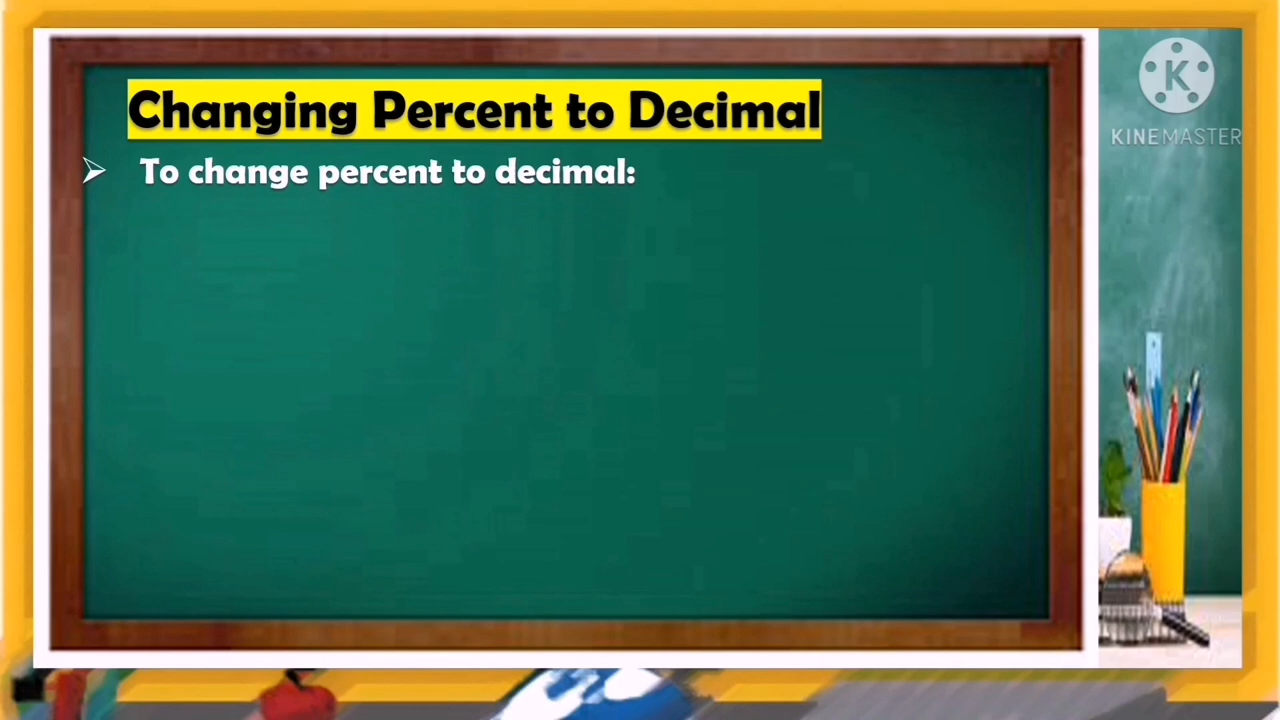 Changing Percent to Decimal
To change percent to decimal:
K
KINEMASTER